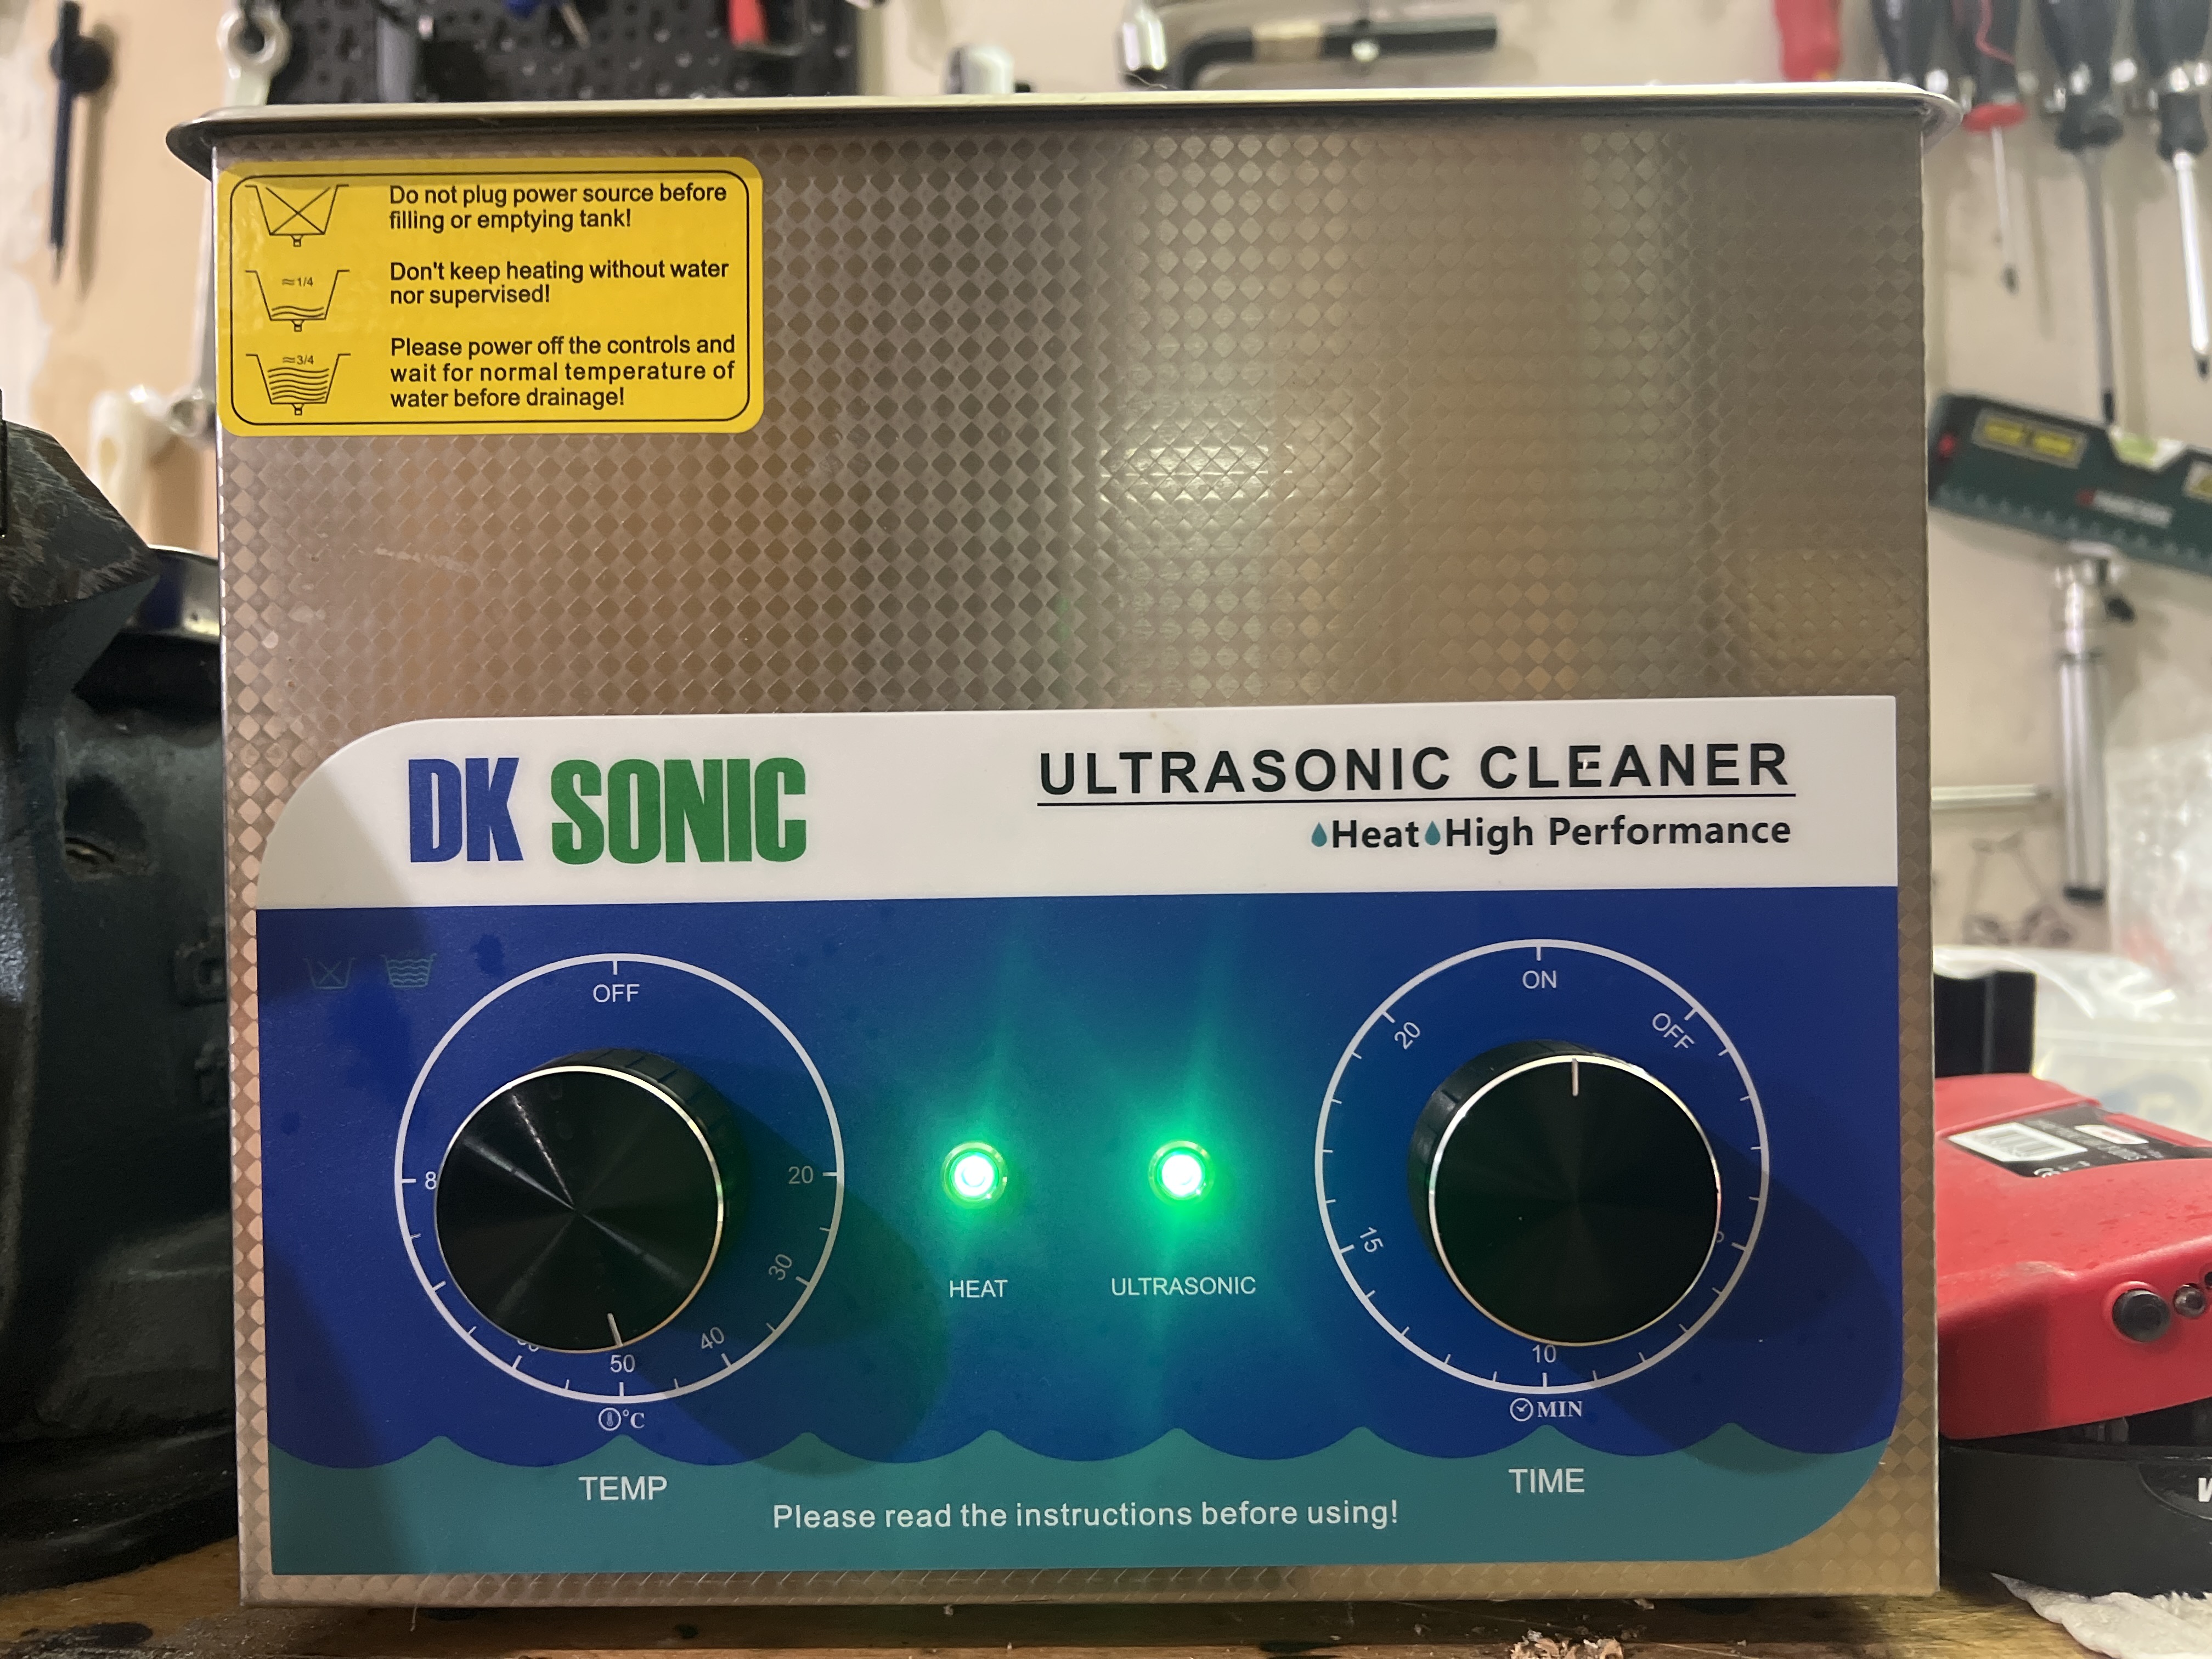 Do not plug power source before
filling or emptying tank!
≈1/4
Don't keep heating without water
nor supervised!
≈3/4
Please power off the controls and
wait for normal temperature of
water before drainage!
DK SONIC
ULTRASONIC CLEANER
Heat High Performance
OFF
20
30
40
50
8
°C
TEMP
HEAT
ULTRASONIC
ON
OFF
20
15
10
MIN
TIME
Please read the instructions before using!